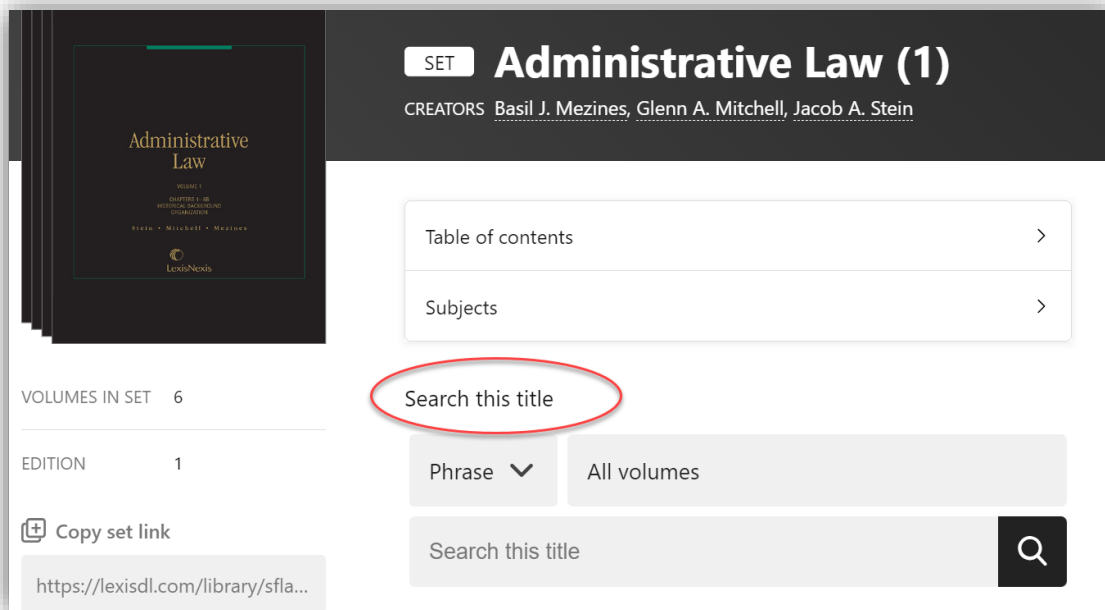 SET Administrative Law (1)
CREATORS Basil J. Mezines, Glenn A. Mitchell, Jacob A. Stein
Administrative
Law
VOLUME 1
CHAPTERS 1 - 8B
HISTORICAL BACKGROUND
ORGANIZATION
Stein • Mitchell • Mezines
LexisNexis
VOLUMES IN SET 6
EDITION 1
Copy set link
https://lexisdl.com/library/sfla...
Table of contents
Subjects
Search this title
Phrase
All volumes
Search this title